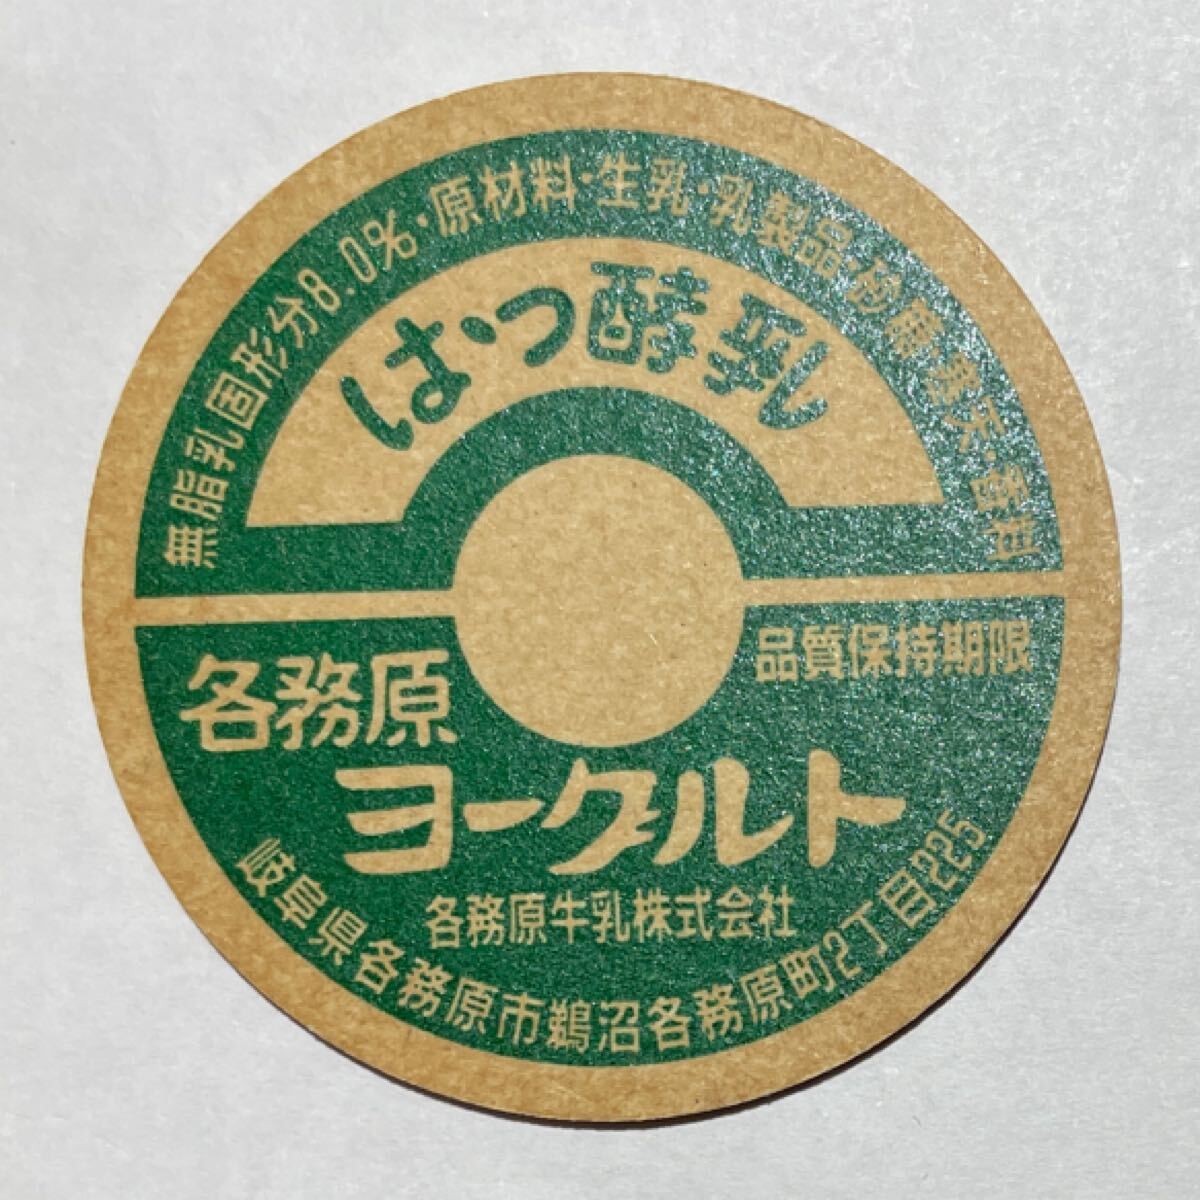 無脂乳固形分8.0%・原材料・生乳・乳製品・砂糖・寒天・香料
はつ酵乳
品質保持期限
各務原
ヨーグルト
各務原牛乳株式会社
岐阜県各務原市鵜沼各務原町2丁目225